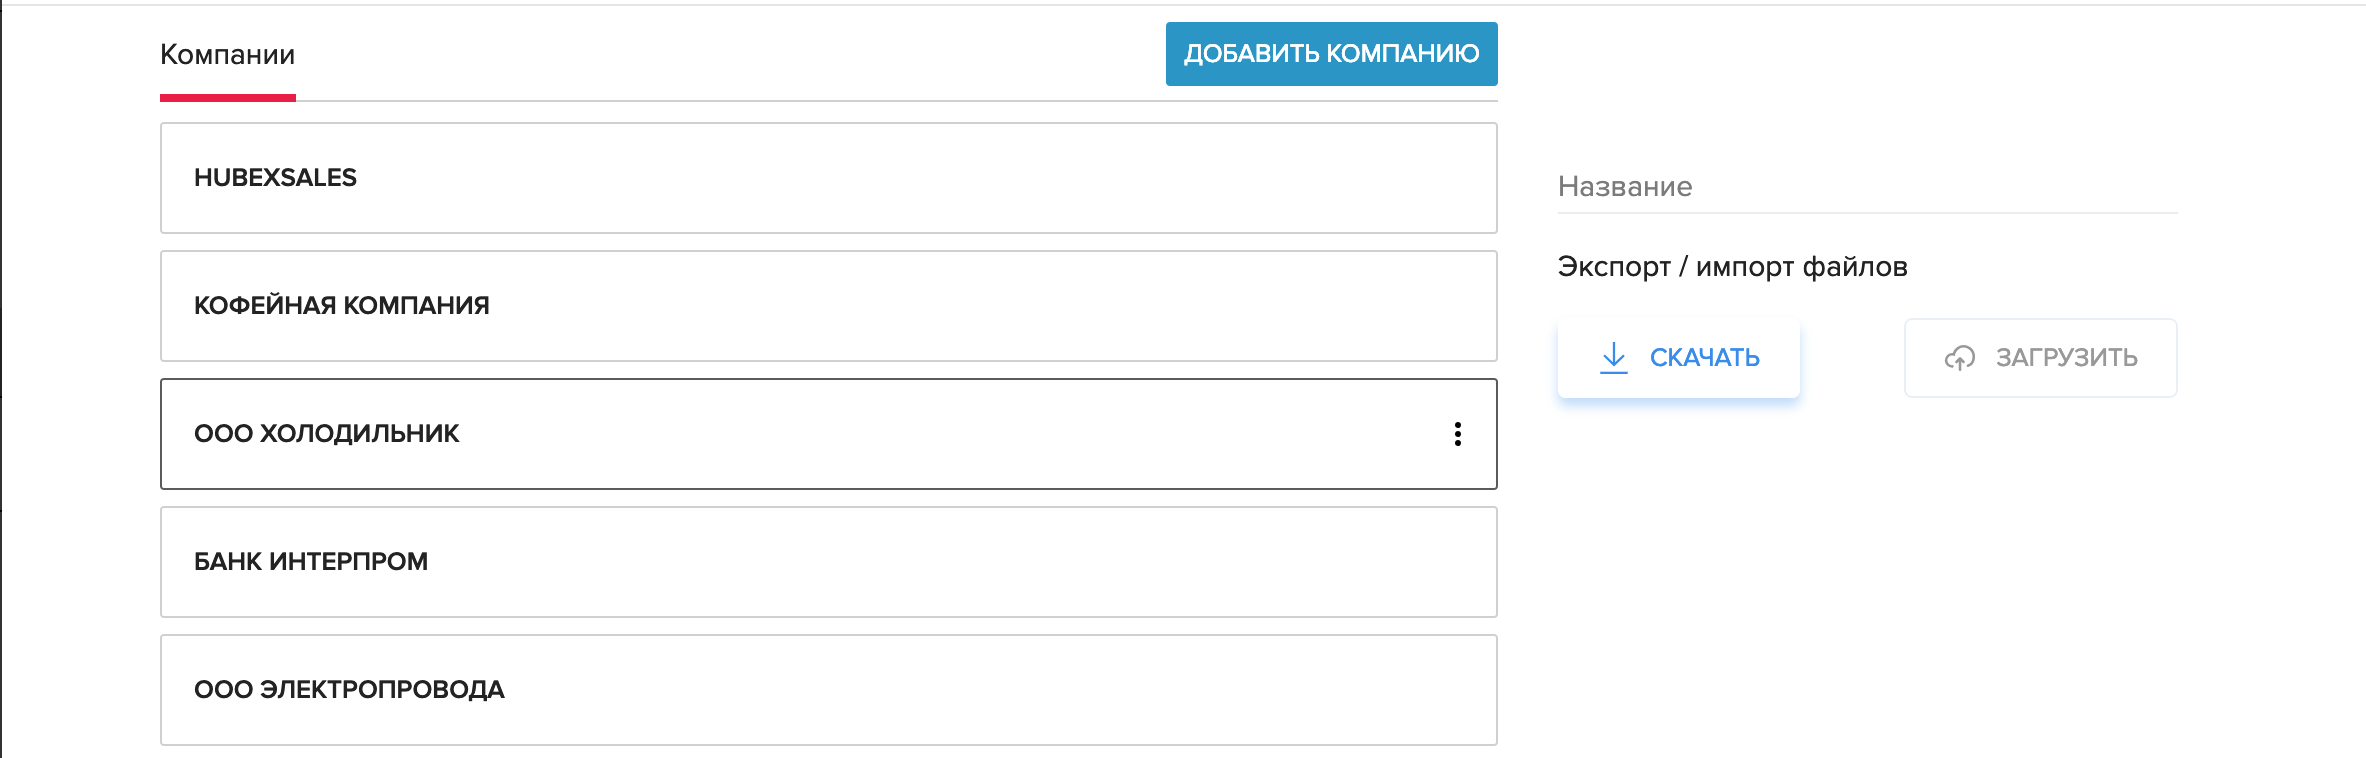 Компании
ДОБАВИТЬ КОМПАНИЮ
HUBEXSALES
КОФЕЙНАЯ КОМПАНИЯ
ООО ХОЛОДИЛЬНИК
БАНК ИНТЕРПРОМ
ООО ЭЛЕКТРОПРОВОДА
Название
Экспорт / импорт файлов
СКАЧАТЬ
ЗАГРУЗИТЬ